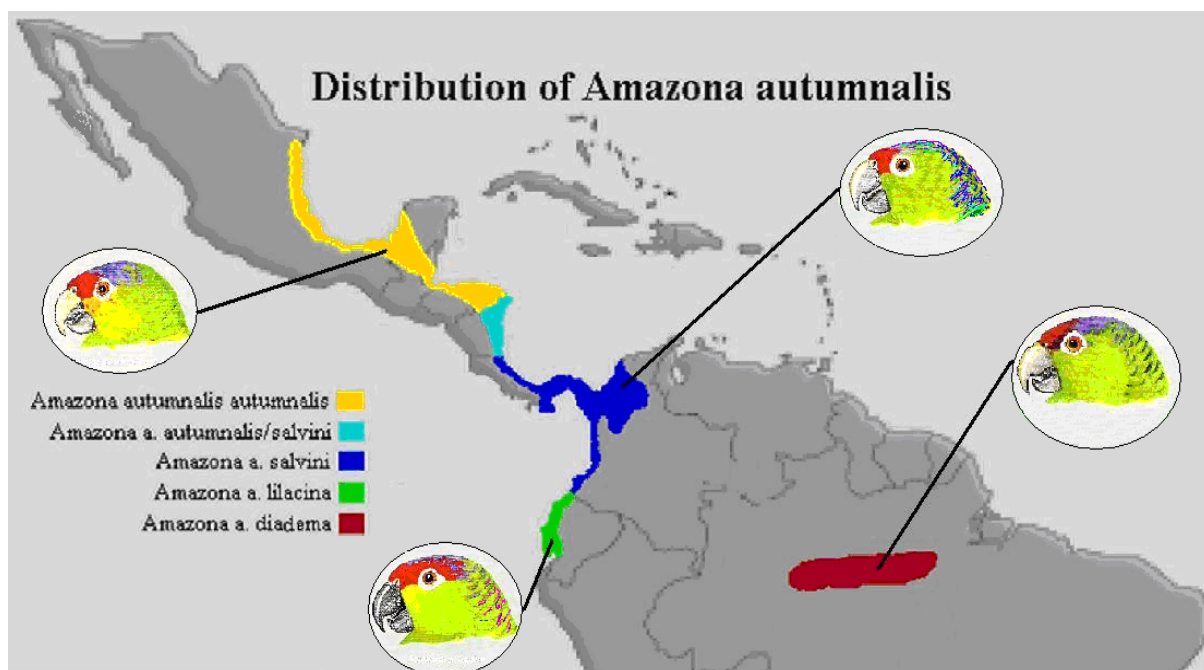 Distribution of Amazona autumnalis
Amazona autumnalis autumnalis
Amazona a. autumnalis/salvini
Amazona a. salvini
Amazona a. lilacina
Amazona a. diadema